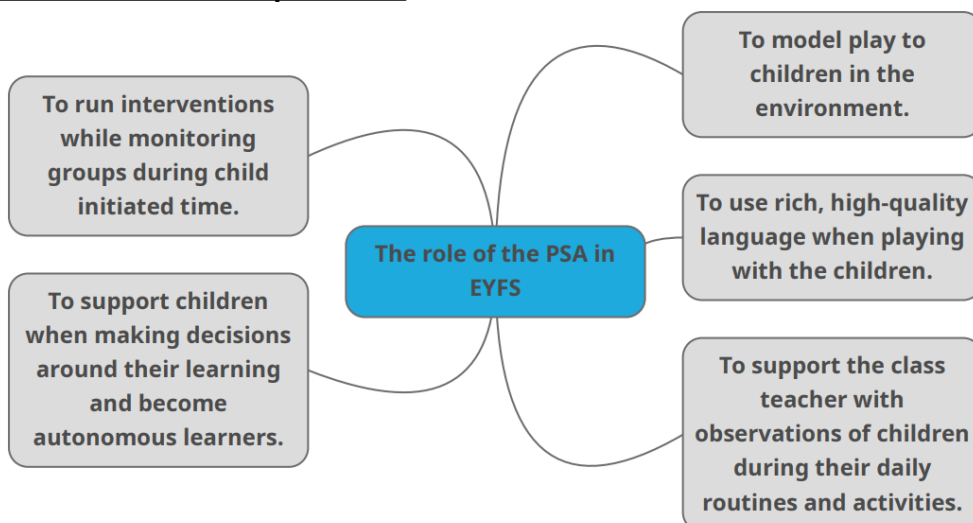 The role of the PSA in
EYFS
To run interventions
while monitoring
groups during child
initiated time.
To support children
when making decisions
around their learning
and become
autonomous learners.
To model play to
children in the
environment.
To use rich, high-quality
language when playing
with the children.
To support the class
teacher with
observations of children
during their daily
routines and activities.